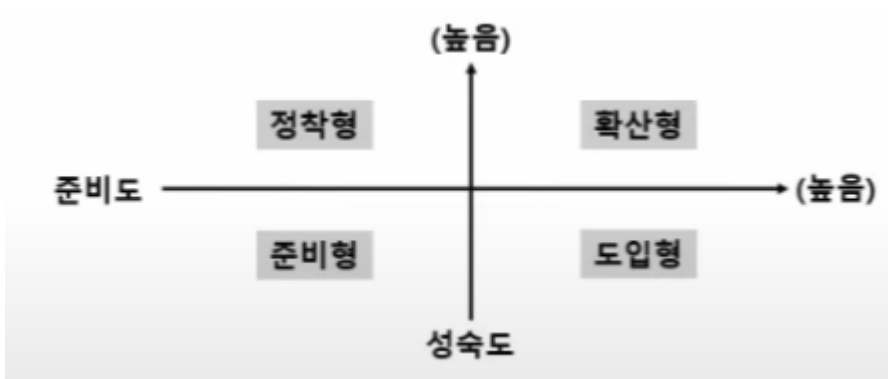 (높음)
정착형 확산형
준비도 (높음)
준비형 도입형
성숙도